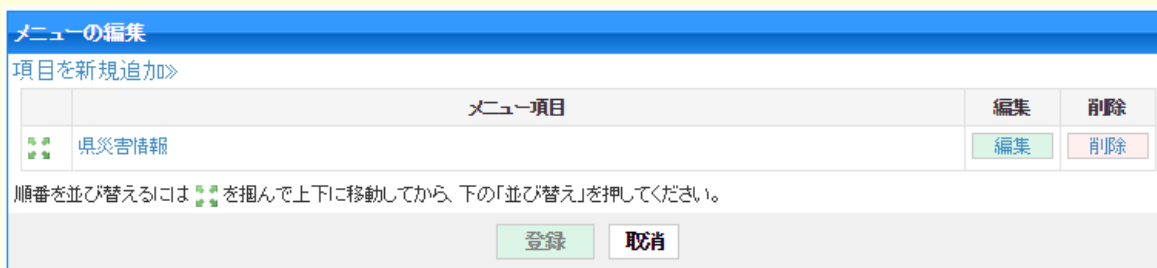 メニューの編集
項目を新規追加≫
メニュー項目 編集 削除
県災害情報 編集 削除
順番を並び替えるには を掴んで上下に移動してから、下の「並び替え」を押してください。
登録 取消